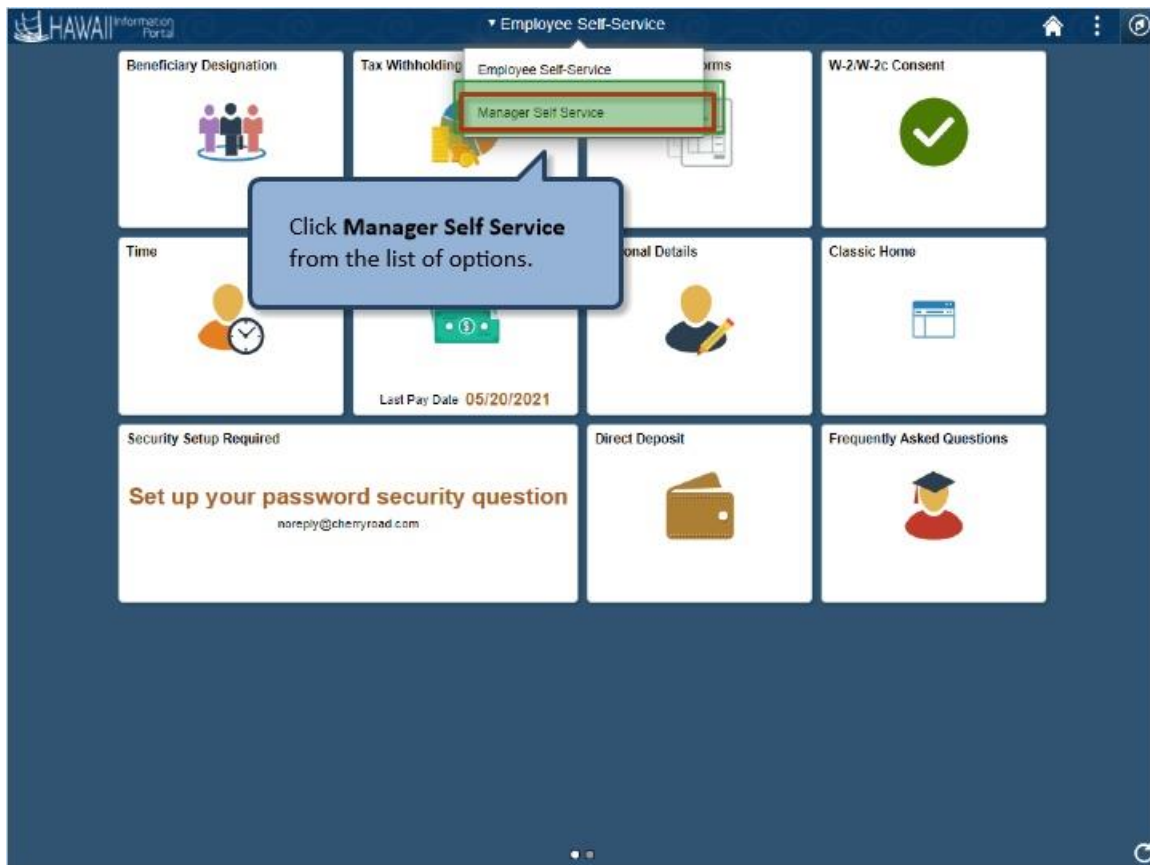 HAWAII Information
Portal
Employee Self-Service
Beneficiary Designation
Tax Withholding
Employee Self-Service
Manager Self Service
W-2/W-2c Consent
Click Manager Self Service
from the list of options.
Time
Classic Home
Last Pay Date 05/20/2021
Security Setup Required
Set up your password security question
noreply@cherryroad.com
Direct Deposit
Frequently Asked Questions
Details